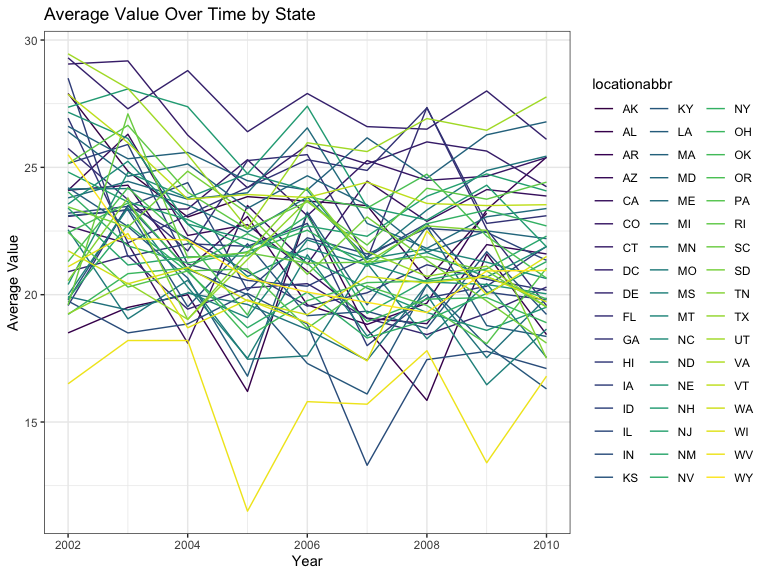 Average Value Over Time by State
30
25
20
15
Average Value
2002
2004
2006
2008
2010
Year
locationabbr
AK KY NY
AL LA OH
AR MA OK
AZ MD OR
CA ME PA
CO MI RI
CT MN SC
DC MO SD
DE MS TN
FL MT TX
GA NC UT
HI ND VA
IA NE VT
ID NH WA
IL NJ WI
IN NM WV
KS NV WY